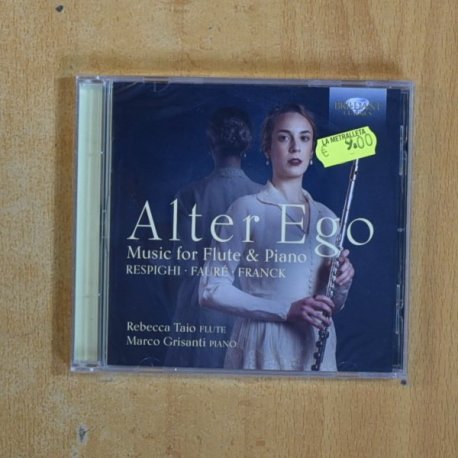 BRILLIANT
CLASSICS
LA METRALLETA
€ 9.00
Alter Ego
Music for Flute & Piano
RESPIGHI · FAURÉ · FRANCK
Rebecca Taio FLUTE
Marco Grisanti PIANO